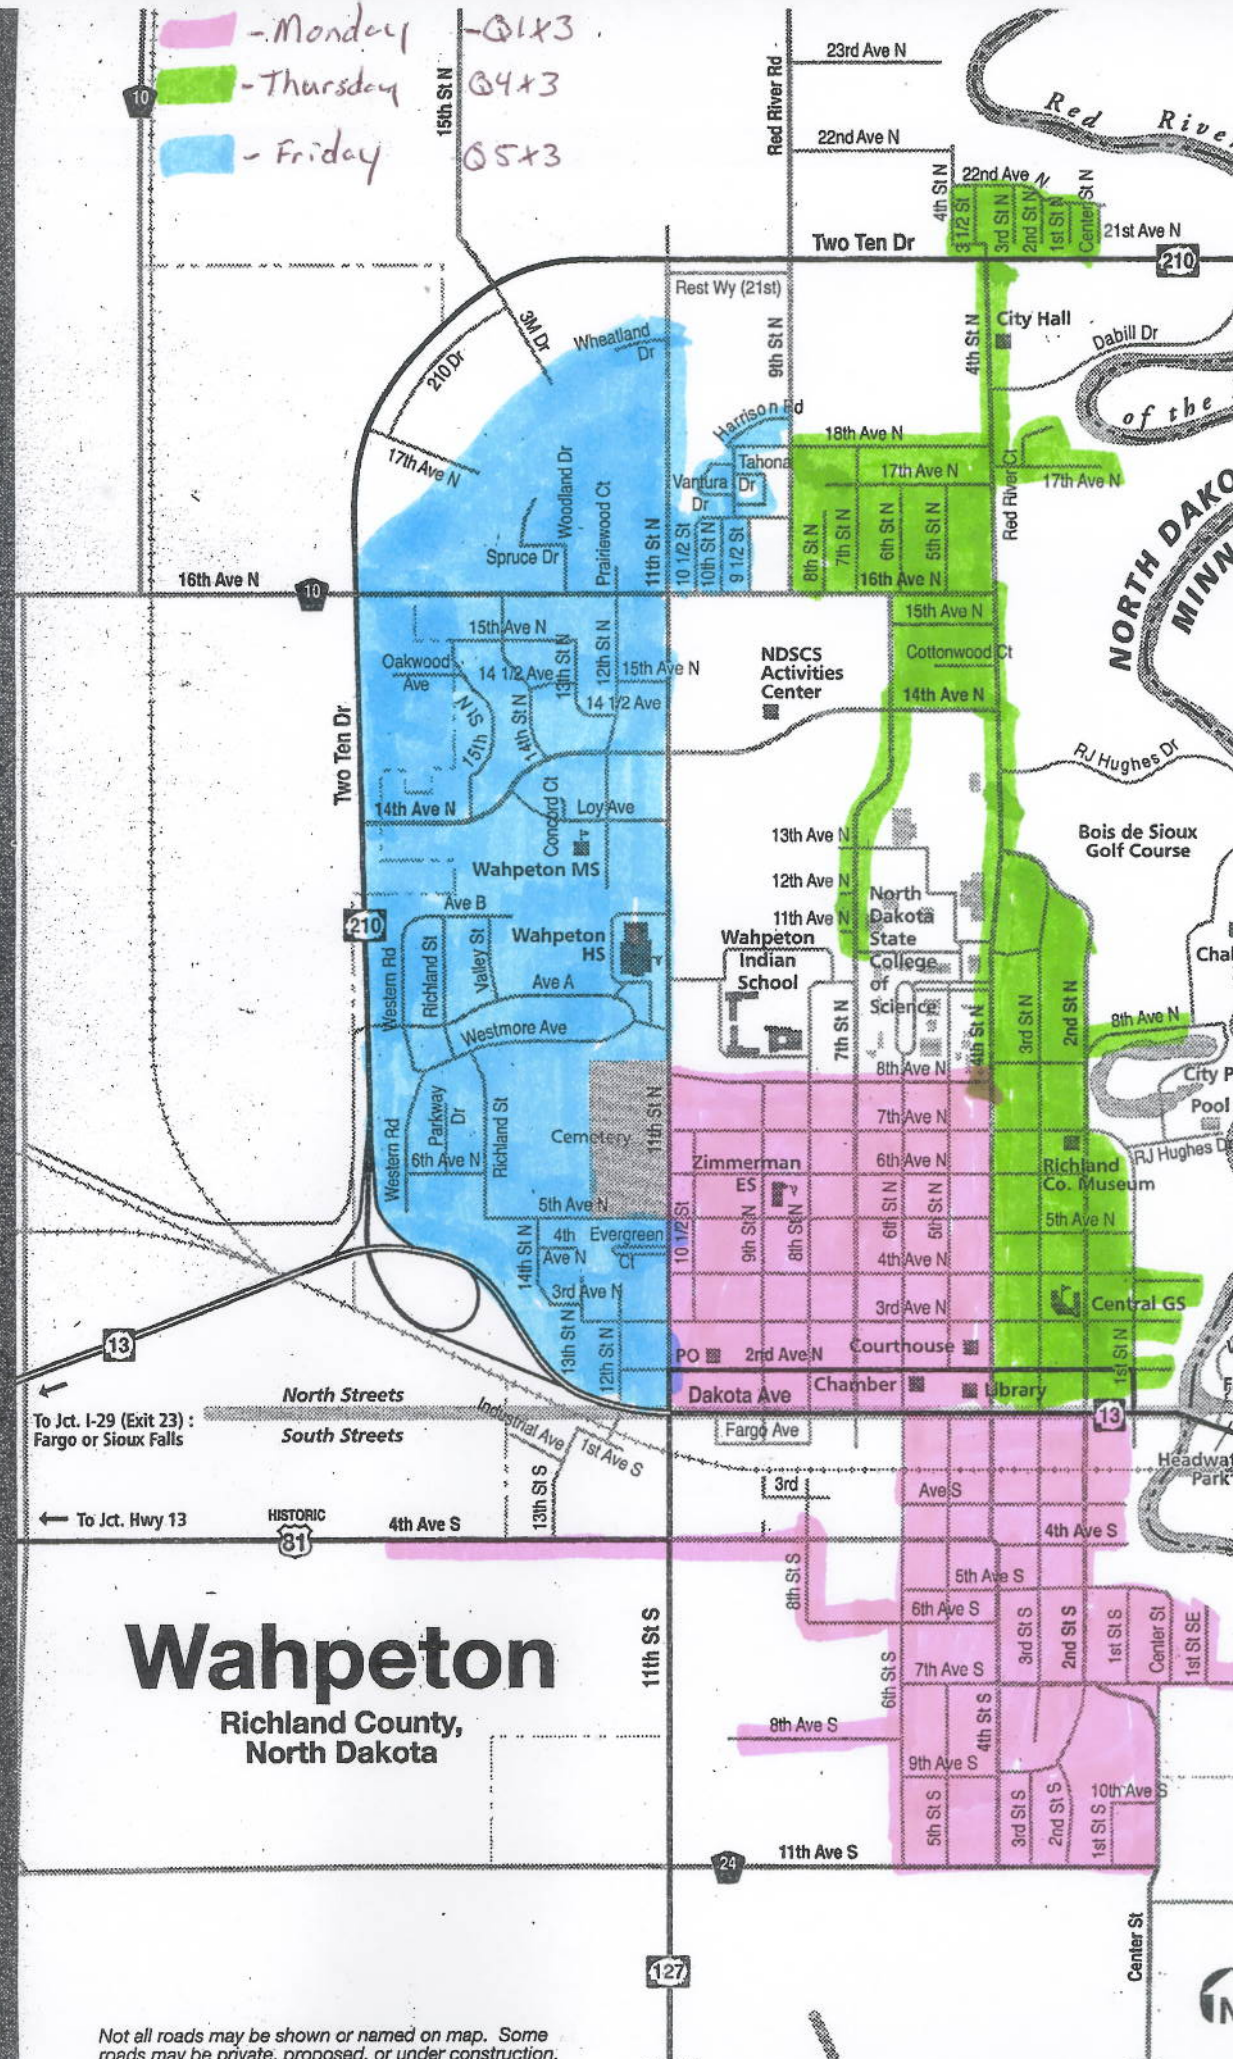 - Monday - Q1x3.
- Thursday Q4x3
- Friday Q5x3
10
15th St N
Red River Rd
23rd Ave N
22nd Ave N
Red River
4th St N
22nd Ave N
3 1/2 St
3rd St N
2nd St N
1st St N
Center St N
21st Ave N
Two Ten Dr
210
Rest Wy (21st)
3M Dr
210 Dr
Wheatland Dr
9th St N
4th St N
City Hall
Dabill Dr
of the
17th Ave N
Harrison Rd
18th Ave N
17th Ave N
Tahona Dr
Vantura Dr
Red River Ct
17th Ave N
Woodland Dr
Prairiewood Ct
Spruce Dr
11th St N
10 1/2 St
10th St N
9 1/2 St
8th St N
7th St N
6th St N
5th St N
16th Ave N
10
16th Ave N
NORTH DAKO
MINN
15th Ave N
15th Ave N
Cottonwood Ct
14th Ave N
Oakwood Ave
14 1/2 Ave
13th St N
12th St N
15th Ave N
14 1/2 Ave
15th St N
14th St N
NDSCS
Activities
Center
Two Ten Dr
RJ Hughes Dr
14th Ave N
Concord Ct
Loy Ave
Wahpeton MS
13th Ave N
12th Ave N
11th Ave N
Bois de Sioux
Golf Course
North
Dakota
State
College
of
Science
210
Ave B
Wahpeton
HS
Wahpeton
Indian
School
Western Rd
Richland St
Valley St
Ave A
Westmore Ave
7th St N
4th St N
3rd St N
2nd St N
8th Ave N
8th Ave N
City P
Pool
RJ Hughes D
Parkway Dr
Western Rd
Richland St
6th Ave N
Cemetery
11th St N
7th Ave N
Zimmerman
ES
6th Ave N
Richland
Co. Museum
5th Ave N
5th Ave N
14th St N
4th Ave N
Evergreen Ct
10 1/2 St
9th St N
8th St N
6th St N
5th St N
4th Ave N
3rd Ave N
3rd Ave N
Central GS
13th St N
12th St N
13
PO
2nd Ave N
Courthouse
1st St N
Dakota Ave
Chamber
Library
13
North Streets
South Streets
To Jct. I-29 (Exit 23) :
Fargo or Sioux Falls
Industrial Ave
1st Ave S
Fargo Ave
Headwat
Park
3rd Ave S
13th St S
To Jct. Hwy 13
HISTORIC
81
4th Ave S
4th Ave S
8th St S
5th Ave S
6th Ave S
Wahpeton
Richland County,
North Dakota
11th St S
6th St S
3rd St S
2nd St S
1st St S
Center St
1st St SE
7th Ave S
8th Ave S
4th St S
9th Ave S
10th Ave S
5th St S
3rd St S
2nd St S
1st St S
24
11th Ave S
Center St
127
Not all roads may be shown or named on map. Some
roads may be private, proposed, or under construction.